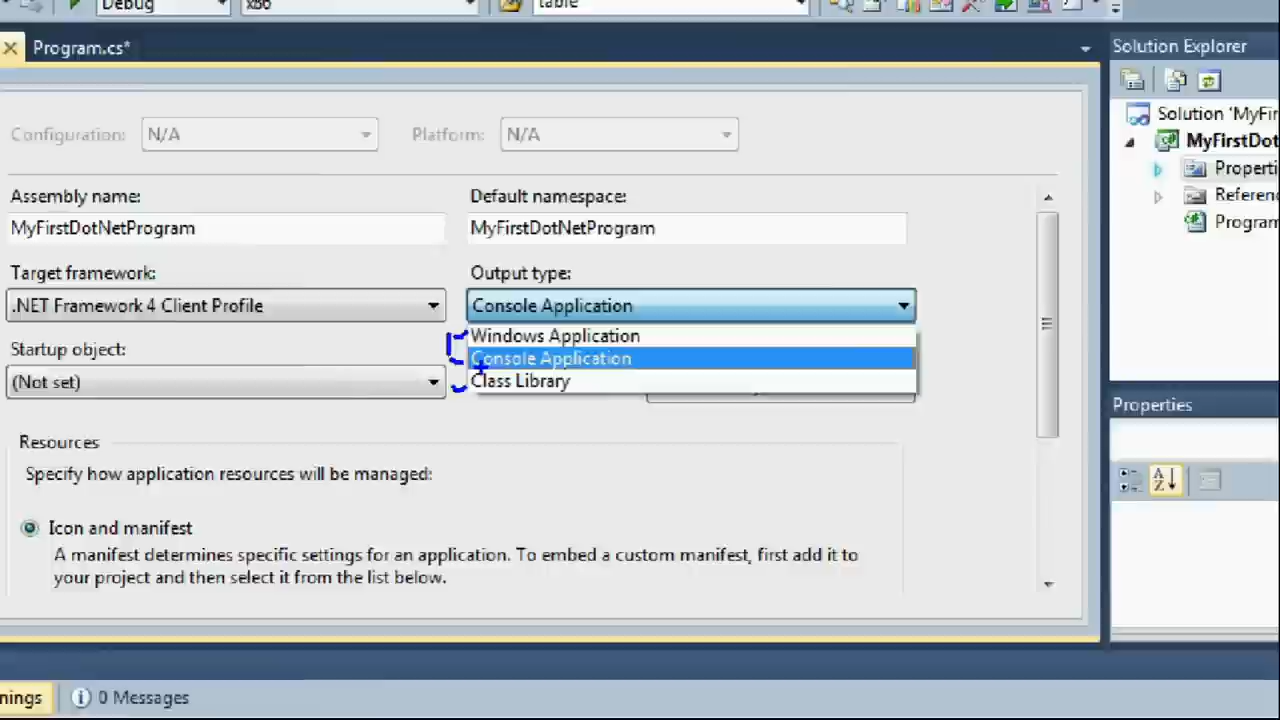 Debug x86 table
Program.cs*
Solution Explorer
Configuration: N/A Platform: N/A
Solution 'MyFir
MyFirstDot
Assembly name: Default namespace:
Properti
MyFirstDotNetProgram MyFirstDotNetProgram
Referen
Program
Target framework: Output type:
.NET Framework 4 Client Profile Console Application
Windows Application
Startup object:
Console Application
(Not set) Class Library
Properties
Resources
Specify how application resources will be managed:
Icon and manifest
A manifest determines specific settings for an application. To embed a custom manifest, first add it to
your project and then select it from the list below.
nings 0 Messages